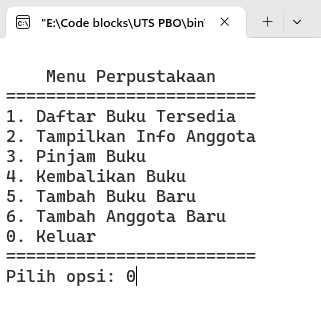 "E:\Code blocks\UTS PBO\bin'
Menu Perpustakaan
=========================
1. Daftar Buku Tersedia
2. Tampilkan Info Anggota
3. Pinjam Buku
4. Kembalikan Buku
5. Tambah Buku Baru
6. Tambah Anggota Baru
0. Keluar
=========================
Pilih opsi: 0